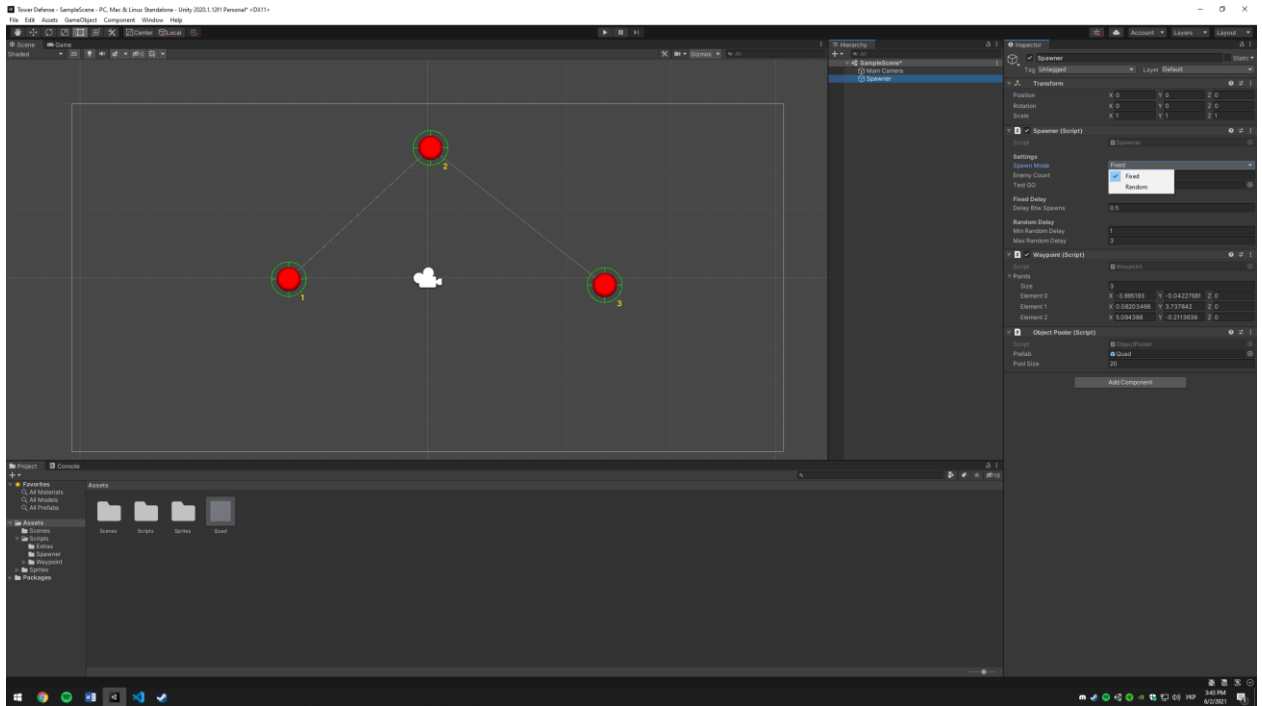 Tower Defense - SampleScene - PC, Mac & Linux Standalone - Unity 2020.1.12f1 Personal* <DX11>
File Edit Assets GameObject Component Window Help
Center Local
Account Layers Layout
Scene Game
Shaded 2D Gizmos All
1
2
3
Hierarchy
All
SampleScene*
Main Camera
Spawner
Inspector
Spawner Static
Tag Untagged Layer Default
Transform
Position X 0 Y 0 Z 0
Rotation X 0 Y 0 Z 0
Scale X 1 Y 1 Z 1
Spawner (Script)
Script Spawner
Settings
Spawn Mode Fixed
Enemy Count Fixed
Test GO Random
Fixed Delay
Delay Btw Spawns 0.5
Random Delay
Min Random Delay 1
Max Random Delay 3
Waypoint (Script)
Script Waypoint
Points
Size 3
Element 0 X -3.995193 Y -0.04227681 Z 0
Element 1 X 0.08203468 Y 3.737842 Z 0
Element 2 X 5.094388 Y -0.2113636 Z 0
Object Pooler (Script)
Script ObjectPooler
Prefab Quad
Pool Size 20
Add Component
Project Console
Favorites
All Materials
All Models
All Prefabs
Assets
Scenes
Scripts
Extras
Spawner
Waypoint
Sprites
Packages
Assets
Scenes Scripts Sprites Quad
УКР 3:43 PM
6/2/2021